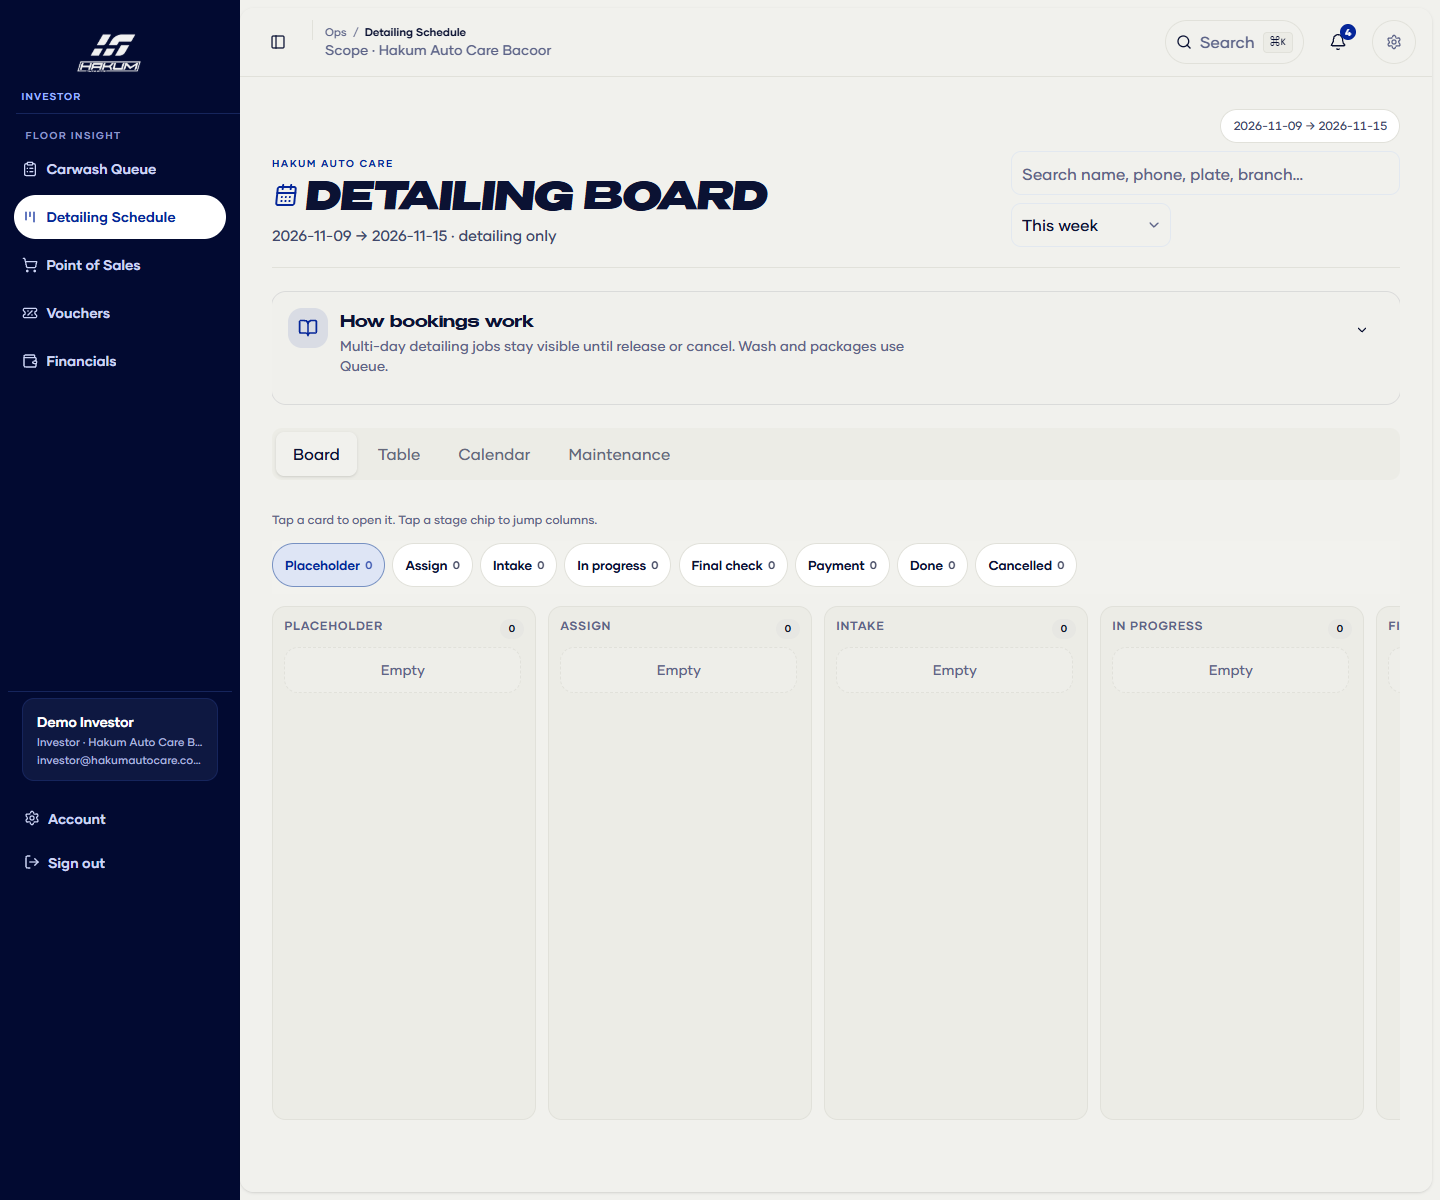 HAKUM
INVESTOR
FLOOR INSIGHT
Carwash Queue
Detailing Schedule
Point of Sales
Vouchers
Financials
Demo Investor
Investor · Hakum Auto Care B...
investor@hakumautocare.co...
Account
Sign out
Ops / Detailing Schedule
Scope · Hakum Auto Care Bacoor
Search ⌘K
4
2026-11-09 → 2026-11-15
HAKUM AUTO CARE
DETAILING BOARD
2026-11-09 → 2026-11-15 · detailing only
Search name, phone, plate, branch...
This week
How bookings work
Multi-day detailing jobs stay visible until release or cancel. Wash and packages use
Queue.
Board Table Calendar Maintenance
Tap a card to open it. Tap a stage chip to jump columns.
Placeholder 0 Assign 0 Intake 0 In progress 0 Final check 0 Payment 0 Done 0 Cancelled 0
PLACEHOLDER 0 ASSIGN 0 INTAKE 0 IN PROGRESS 0 FI
Empty Empty Empty Empty